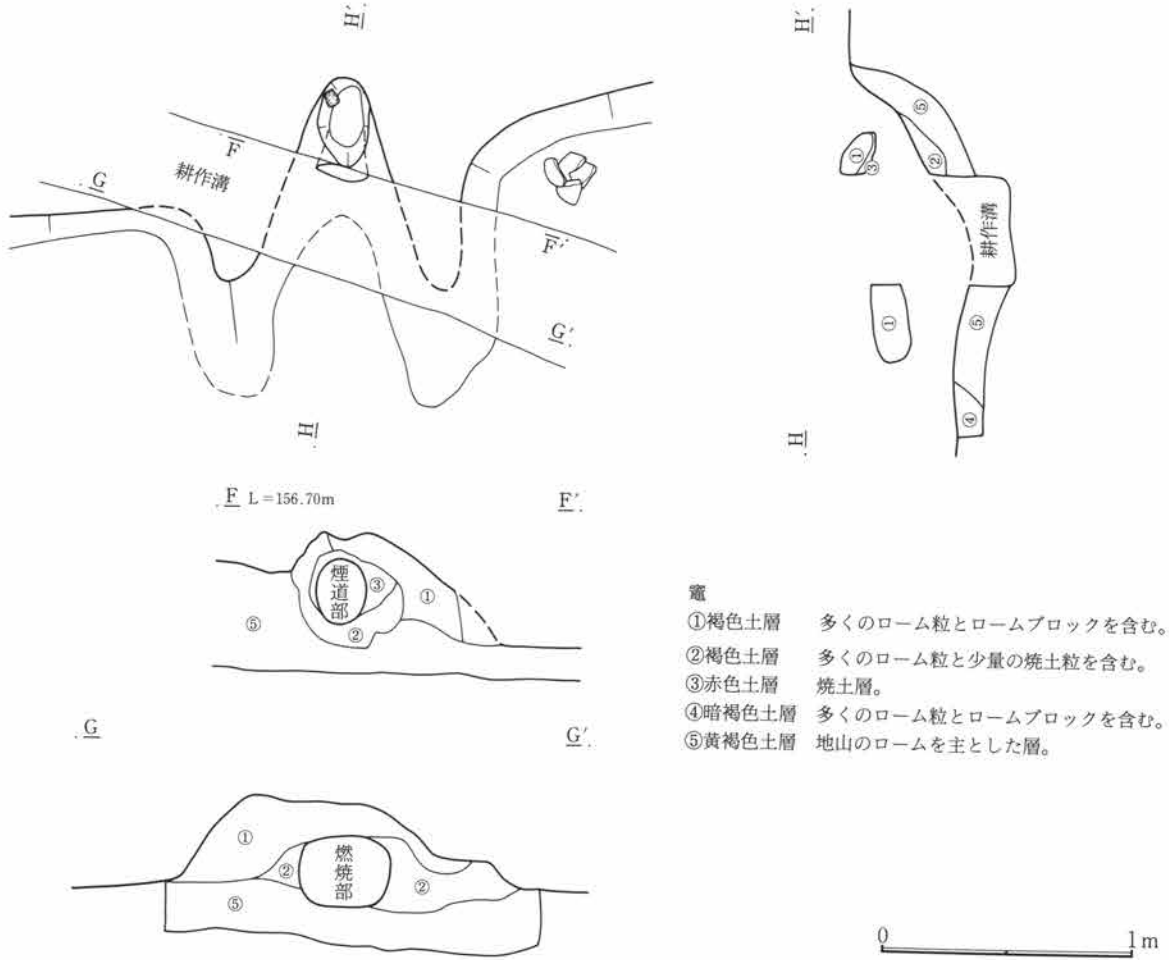 H′.
F
耕作溝
.G
F′
G′.
.H
H′.
①
③
⑤
②
耕作溝
①
⑤
④
.H
.F L=156.70m
F′.
煙道部
③
①
②
⑤
.G
G′.
①
②
燃焼部
②
⑤
竈
①褐色土層 多くのローム粒とロームブロックを含む。
②褐色土層 多くのローム粒と少量の焼土粒を含む。
③赤色土層 焼土層。
④暗褐色土層 多くのローム粒とロームブロックを含む。
⑤黄褐色土層 地山のロームを主とした層。
0 1m